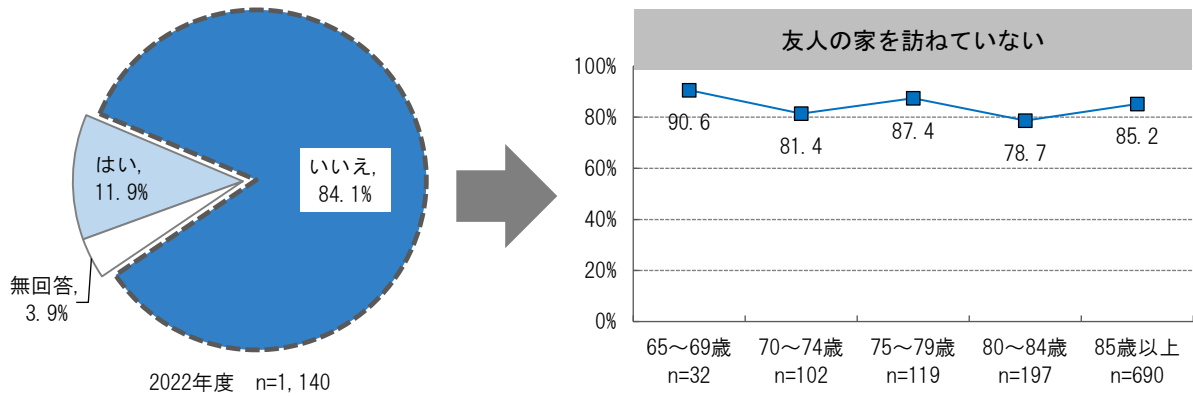 はい,
11.9%
いいえ,
84.1%
無回答,
3.9%
2022年度 n=1,140
友人の家を訪ねていない
100%
80%
60%
40%
20%
0%
90.6
81.4
87.4
78.7
85.2
65～69歳 70～74歳 75～79歳 80～84歳 85歳以上
n=32 n=102 n=119 n=197 n=690